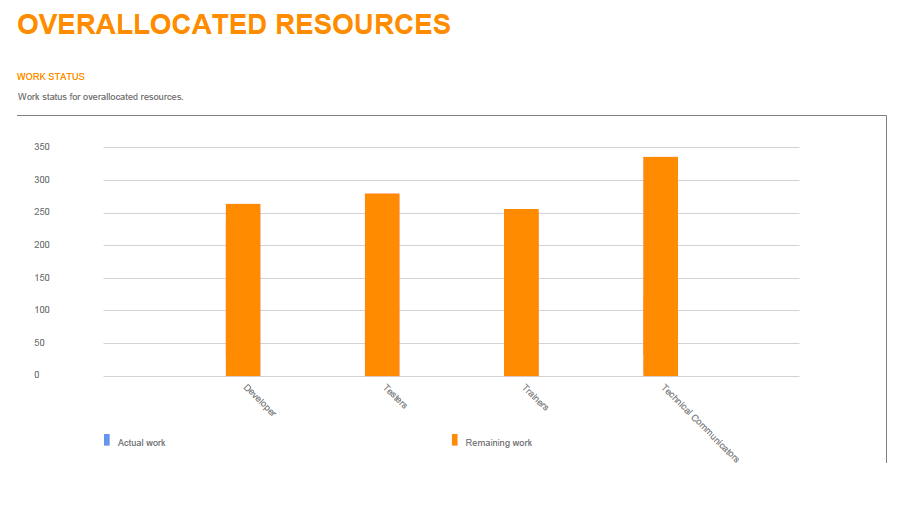 OVERALLOCATED RESOURCES
WORK STATUS
Work status for overallocated resources.
350
300
250
200
150
100
50
0
Developer
Testers
Trainers
Technical Communicators
Actual work
Remaining work